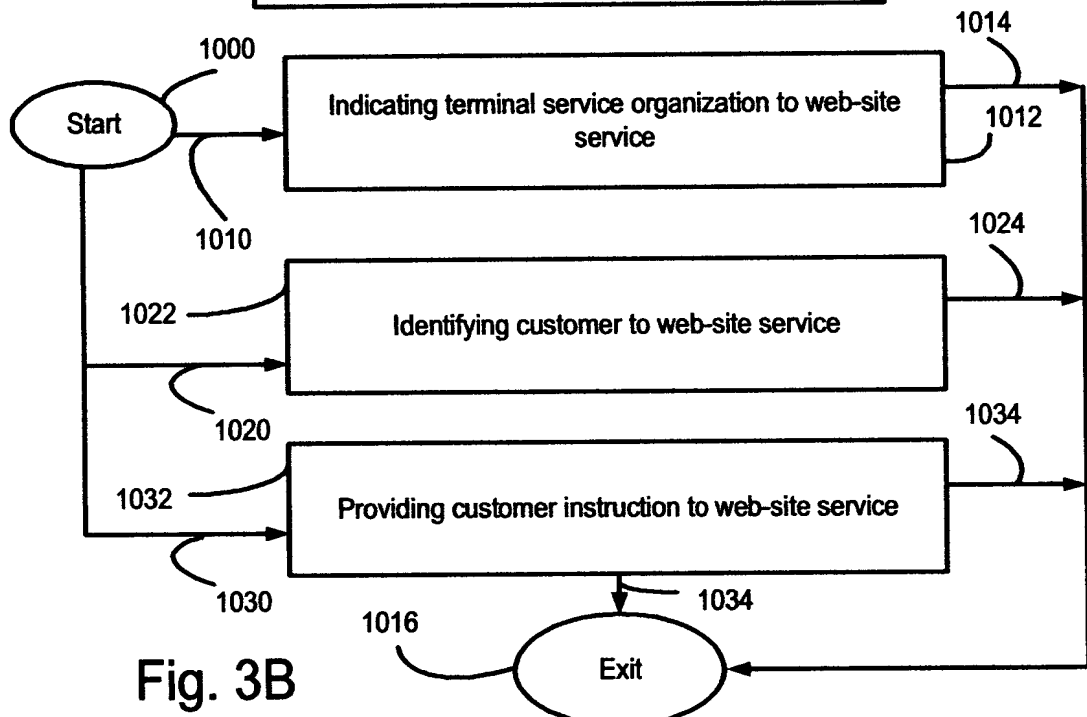 1000
1014
Start
Indicating terminal service organization to web-site
service
1012
1010
1024
1022
Identifying customer to web-site service
1020
1034
1032
Providing customer instruction to web-site service
1030
1034
1016
Exit
Fig. 3B